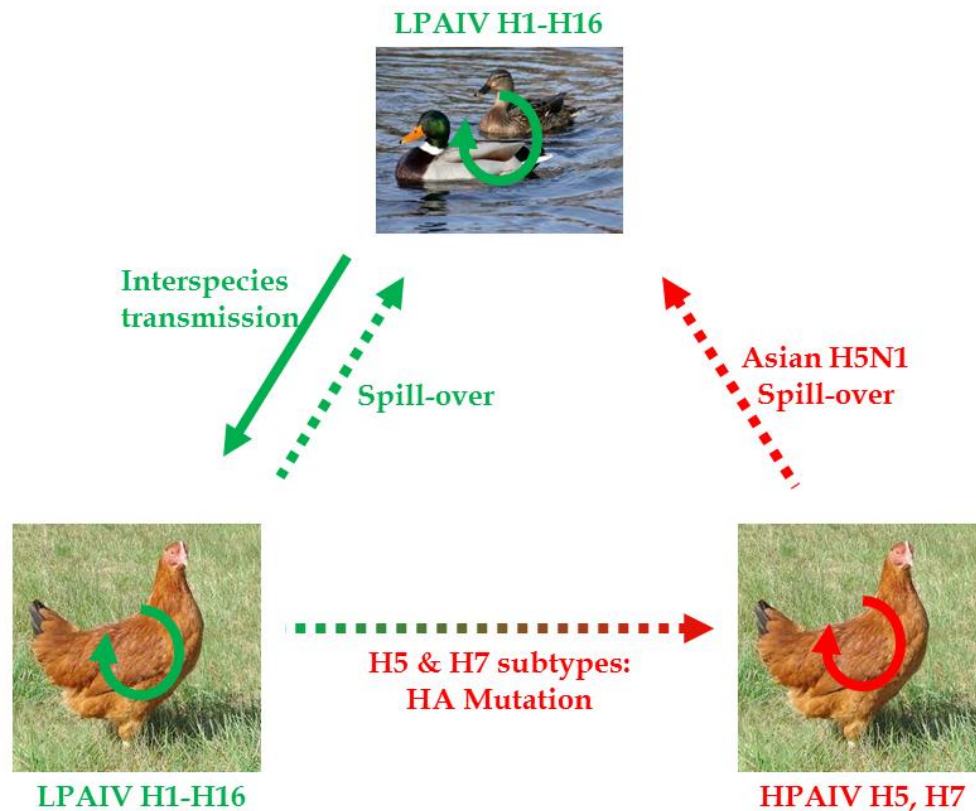 LPAIV H1-H16
Interspecies
transmission
Spill-over
Asian H5N1
Spill-over
H5 & H7 subtypes:
HA Mutation
LPAIV H1-H16
HPAIV H5, H7